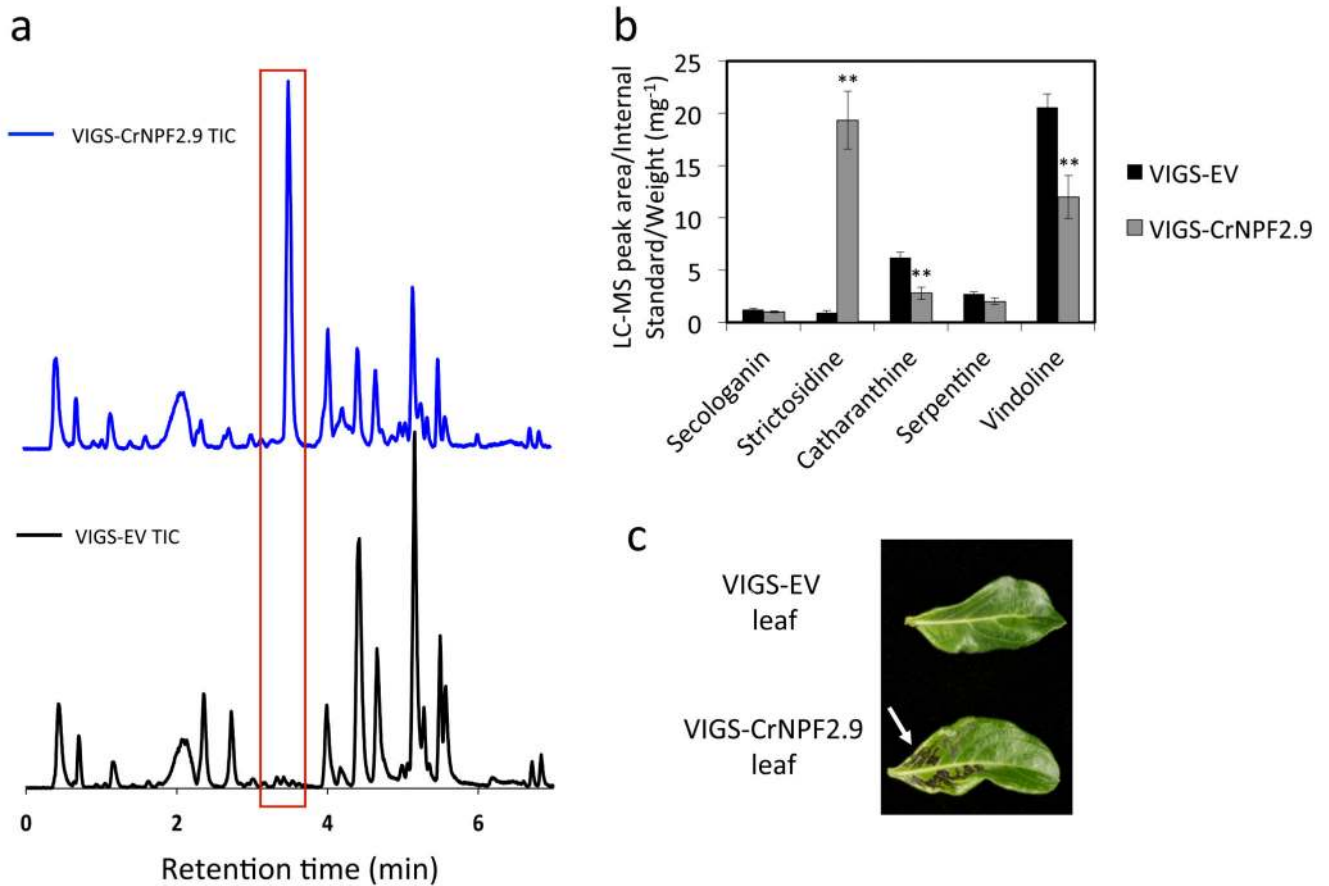 a
VIGS-CrNPF2.9 TIC
VIGS-EV TIC
0 2 4 6
Retention time (min)
b
LC-MS peak area/Internal
Standard/Weight (mg-1)
25
20
15
10
5
0
**
**
**
Secologanin
Strictosidine
Catharanthine
Serpentine
Vindoline
VIGS-EV
VIGS-CrNPF2.9
c
VIGS-EV
leaf
VIGS-CrNPF2.9
leaf